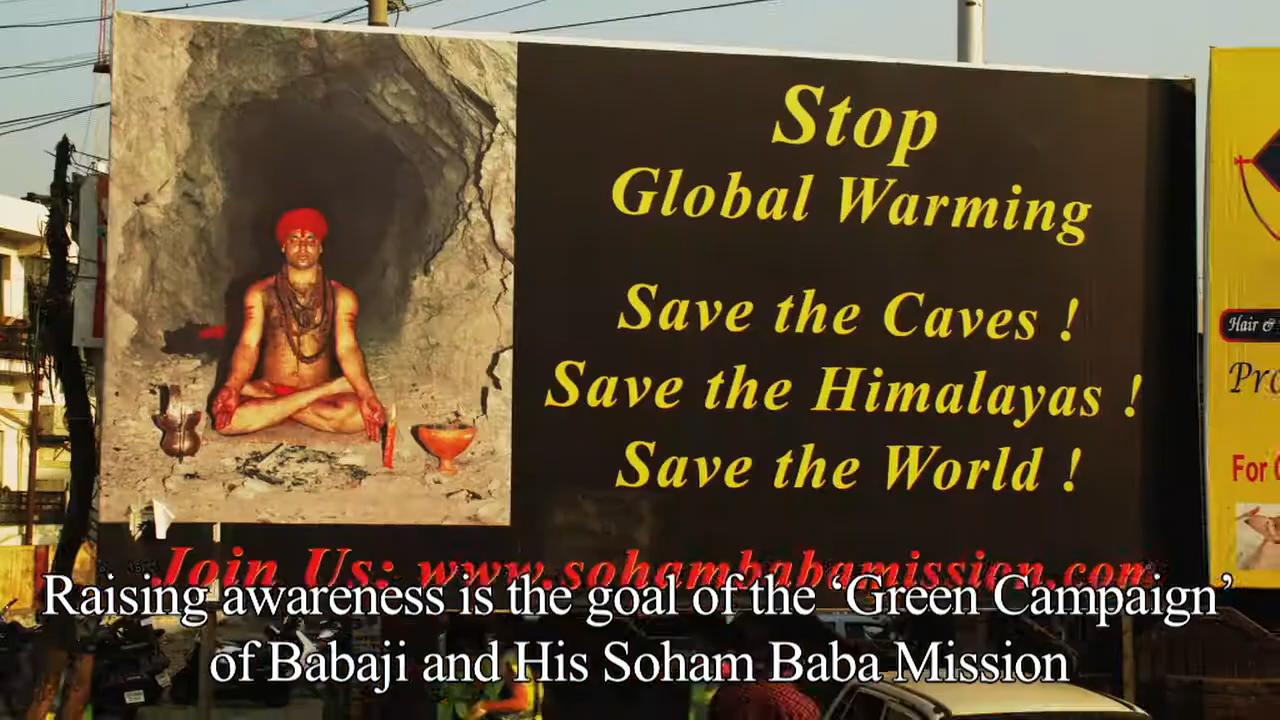 Stop
Global Warming
Save the Caves !
Save the Himalayas !
Save the World !
Join Us: www.sohambabamission.com
Hair &
For
Raising awareness is the goal of the ‘Green Campaign’
of Babaji and His Soham Baba Mission